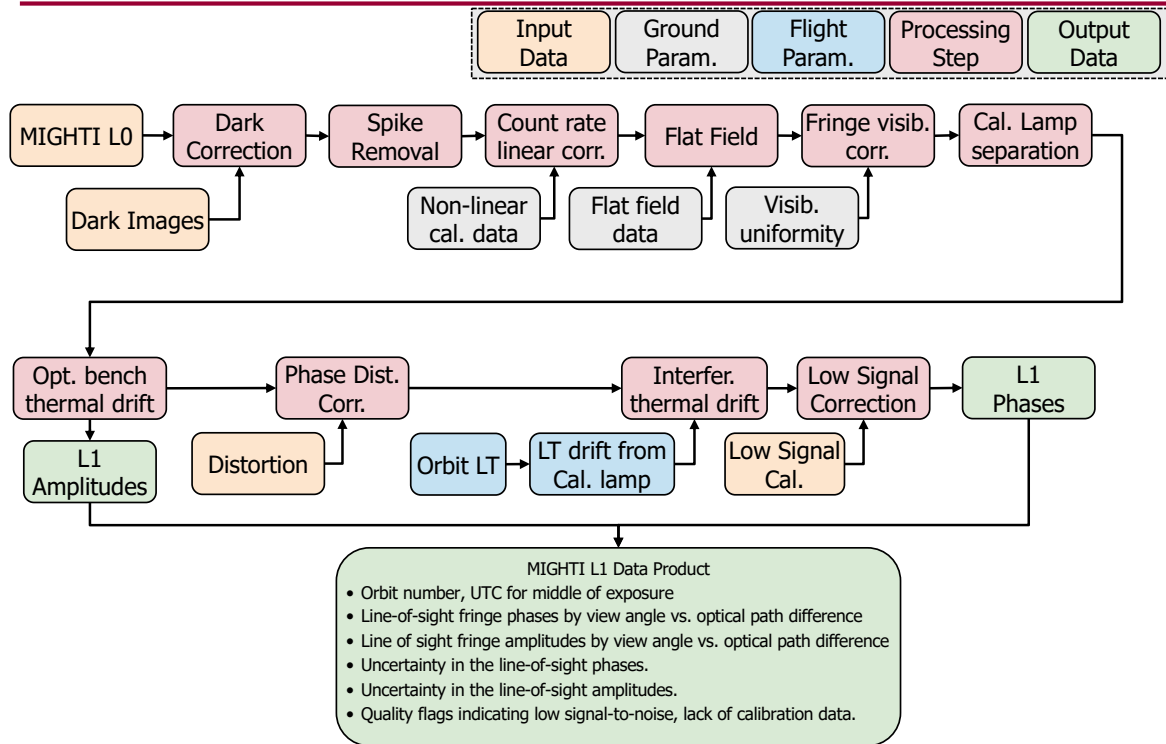 Input
Data
Ground
Param.
Flight
Param.
Processing
Step
Output
Data
MIGHTI L0
Dark
Correction
Spike
Removal
Count rate
linear corr.
Flat Field
Fringe visib.
corr.
Cal. Lamp
separation
Dark Images
Non-linear
cal. data
Flat field
data
Visib.
uniformity
Opt. bench
thermal drift
Phase Dist.
Corr.
Interfer.
thermal drift
Low Signal
Correction
L1
Phases
L1
Amplitudes
Distortion
Orbit LT
LT drift from
Cal. lamp
Low Signal
Cal.
MIGHTI L1 Data Product
• Orbit number, UTC for middle of exposure
• Line-of-sight fringe phases by view angle vs. optical path difference
• Line of sight fringe amplitudes by view angle vs. optical path difference
• Uncertainty in the line-of-sight phases.
• Uncertainty in the line-of-sight amplitudes.
• Quality flags indicating low signal-to-noise, lack of calibration data.